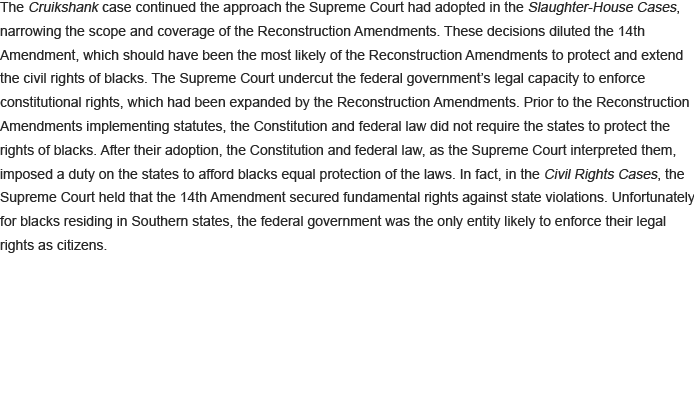 The Cruikshank case continued the approach the Supreme Court had adopted in the Slaughter-House Cases,
narrowing the scope and coverage of the Reconstruction Amendments. These decisions diluted the 14th
Amendment, which should have been the most likely of the Reconstruction Amendments to protect and extend
the civil rights of blacks. The Supreme Court undercut the federal government’s legal capacity to enforce
constitutional rights, which had been expanded by the Reconstruction Amendments. Prior to the Reconstruction
Amendments implementing statutes, the Constitution and federal law did not require the states to protect the
rights of blacks. After their adoption, the Constitution and federal law, as the Supreme Court interpreted them,
imposed a duty on the states to afford blacks equal protection of the laws. In fact, in the Civil Rights Cases, the
Supreme Court held that the 14th Amendment secured fundamental rights against state violations. Unfortunately
for blacks residing in Southern states, the federal government was the only entity likely to enforce their legal
rights as citizens.